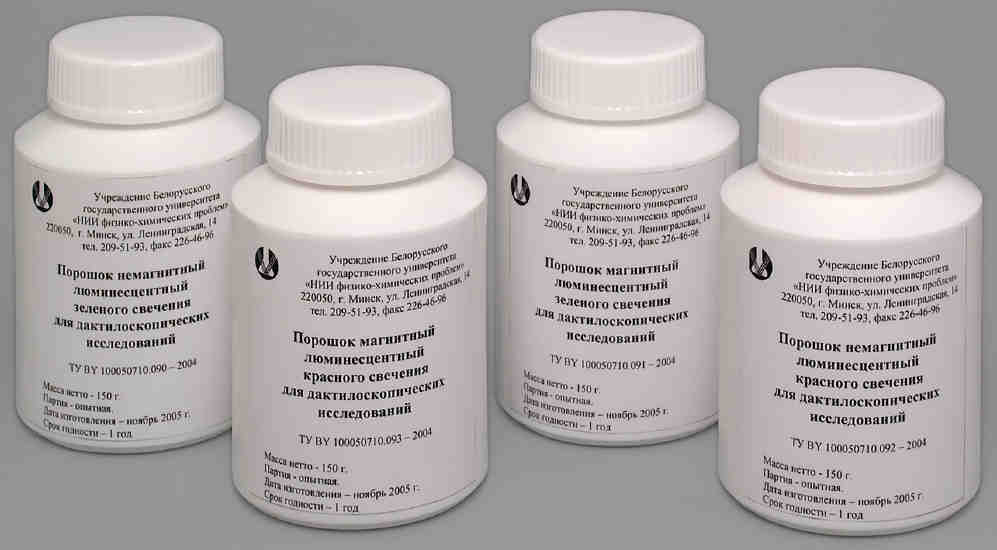 Учреждение Белорусского
государственного университета
«НИИ физико-химических проблем»
220050, г. Минск, ул. Ленинградская, 14
тел. 209-51-93, факс 226-46-96
Порошок немагнитный
люминесцентный
зеленого свечения
для дактилоскопических
исследований
ТУ BY 100050710.090 – 2004
Масса нетто - 150 г.
Партия - опытная.
Дата изготовления – ноябрь 2005 г.
Срок годности – 1 год
Учреждение Белорусского
государственного университета
«НИИ физико-химических проблем»
220050, г. Минск, ул. Ленинградская, 14
тел. 209-51-93, факс 226-46-96
Порошок магнитный
люминесцентный
красного свечения
для дактилоскопических
исследований
ТУ BY 100050710.093 – 2004
Масса нетто - 150 г.
Партия - опытная.
Дата изготовления – ноябрь 2005 г.
Срок годности – 1 год
Учреждение Белорусского
государственного университета
«НИИ физико-химических проблем»
220050, г. Минск, ул. Ленинградская, 14
тел. 209-51-93, факс 226-46-96
Порошок магнитный
люминесцентный
зеленого свечения
для дактилоскопических
исследований
ТУ BY 100050710.091 – 2004
Масса нетто - 150 г.
Партия - опытная.
Дата изготовления – ноябрь 2005 г.
Срок годности – 1 год
Учреждение Белорусского
государственного университета
«НИИ физико-химических проблем»
220050, г. Минск, ул. Ленинградская, 14
тел. 209-51-93, факс 226-46-96
Порошок немагнитный
люминесцентный
красного свечения
для дактилоскопических
исследований
ТУ BY 100050710.092 – 2004
Масса нетто - 150 г.
Партия - опытная.
Дата изготовления – ноябрь 2005 г.
Срок годности – 1 год